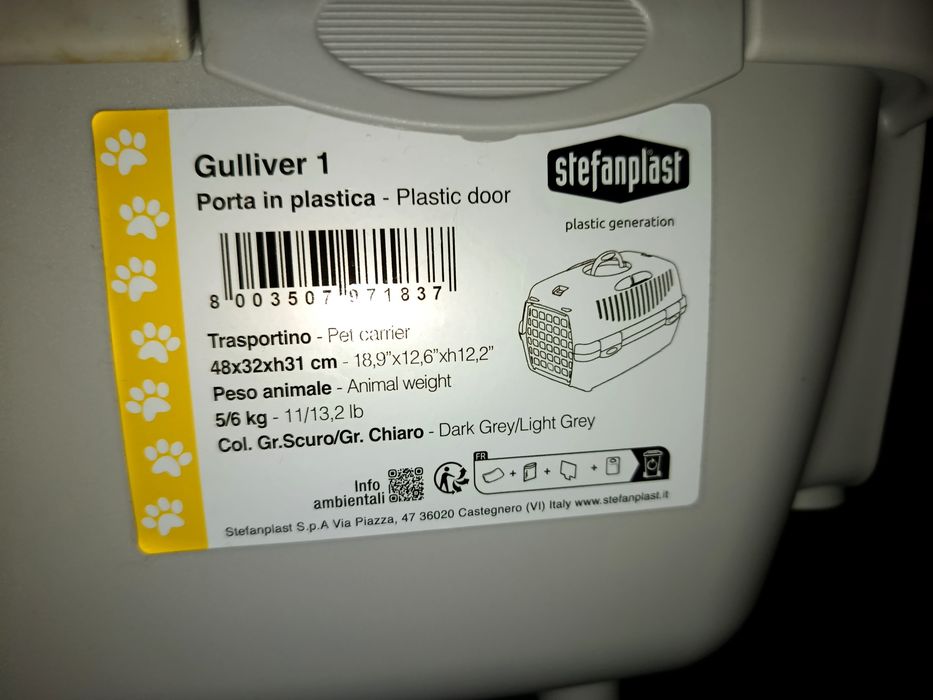 Gulliver 1
Porta in plastica - Plastic door
stefanplast
plastic generation
8 003507 971837
Trasportino - Pet carrier
48x32xh31 cm - 18,9"x12,6"xh12,2"
Peso animale - Animal weight
5/6 kg - 11/13,2 lb
Col. Gr.Scuro/Gr. Chiaro - Dark Grey/Light Grey
Info
ambientali
FR
+ + +
Stefanplast S.p.A Via Piazza, 47 36020 Castegnero (VI) Italy www.stefanplast.it